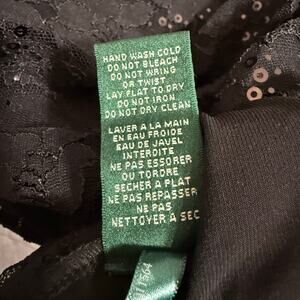 HAND WASH COLD
DO NOT BLEACH
DO NOT WRING
OR TWIST
LAY FLAT TO DRY
DO NOT IRON
DO NOT DRY CLEAN
LAVER A LA MAIN
EN EAU FROIDE
EAU DE JAVEL
INTERDITE
NE PAS ESSORER
OU TORDRE
SECHER A PLAT
NE PAS REPASSER
NE PAS
NETTOYER A SEC